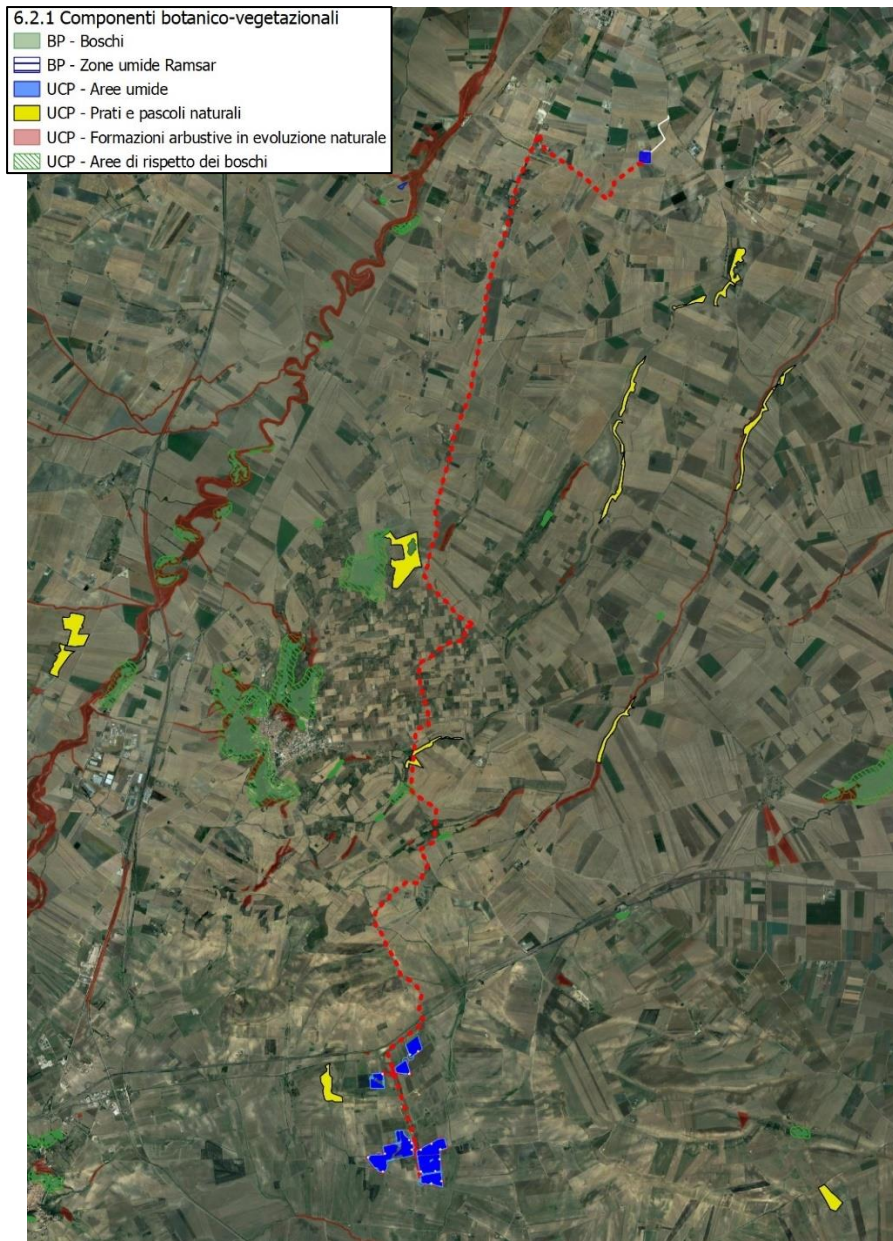 6.2.1 Componenti botanico-vegetazionali
BP - Boschi
BP - Zone umide Ramsar
UCP - Aree umide
UCP - Prati e pascoli naturali
UCP - Formazioni arbustive in evoluzione naturale
UCP - Aree di rispetto dei boschi